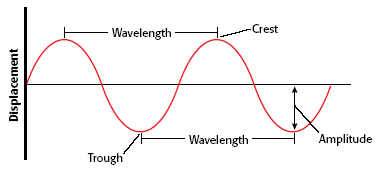 Wavelength
Crest
Displacement
Wavelength
Amplitude
Trough